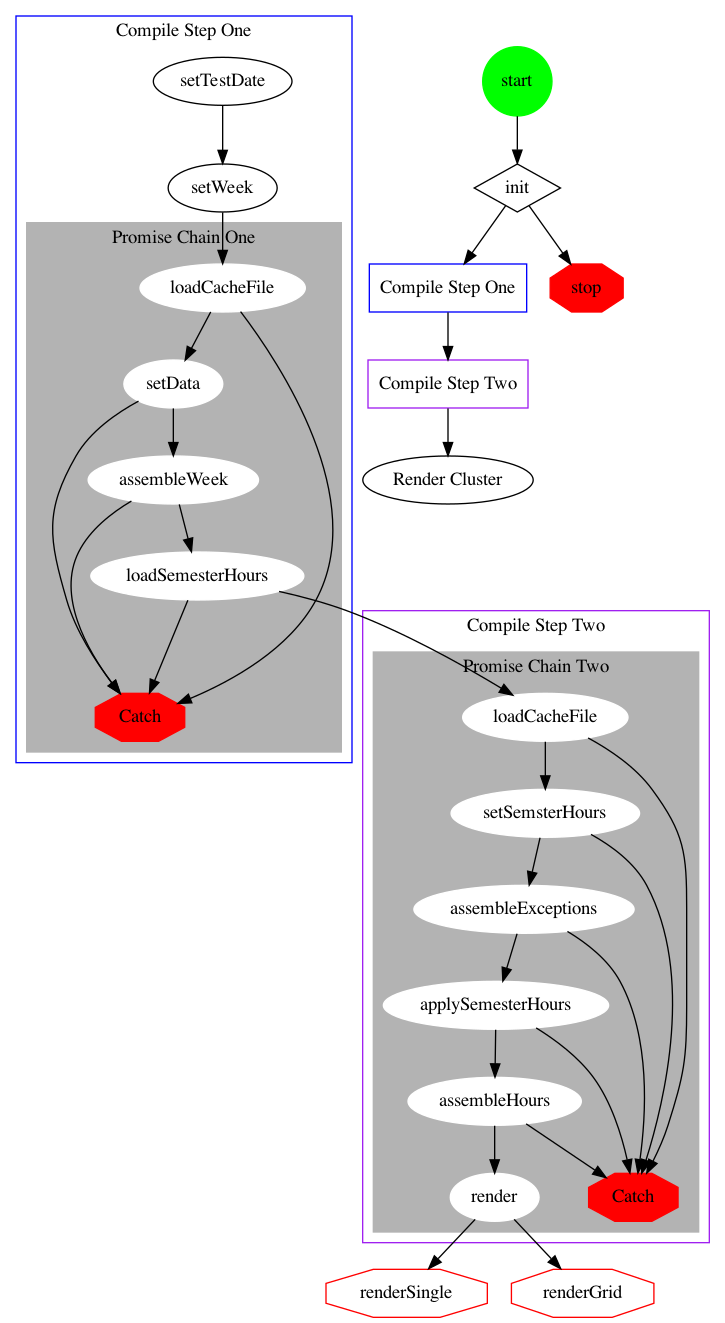 Compile Step One
setTestDate
setWeek
Promise Chain One
loadCacheFile
setData
assembleWeek
loadSemesterHours
Catch
start
init
Compile Step One
stop
Compile Step Two
Render Cluster
Compile Step Two
Promise Chain Two
loadCacheFile
setSemsterHours
assembleExceptions
applySemesterHours
assembleHours
render
Catch
renderSingle
renderGrid